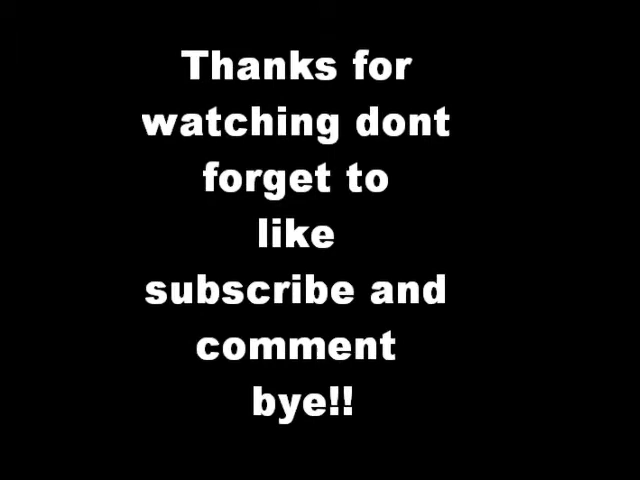 Thanks for
watching dont
forget to
like
subscribe and
comment
bye!!